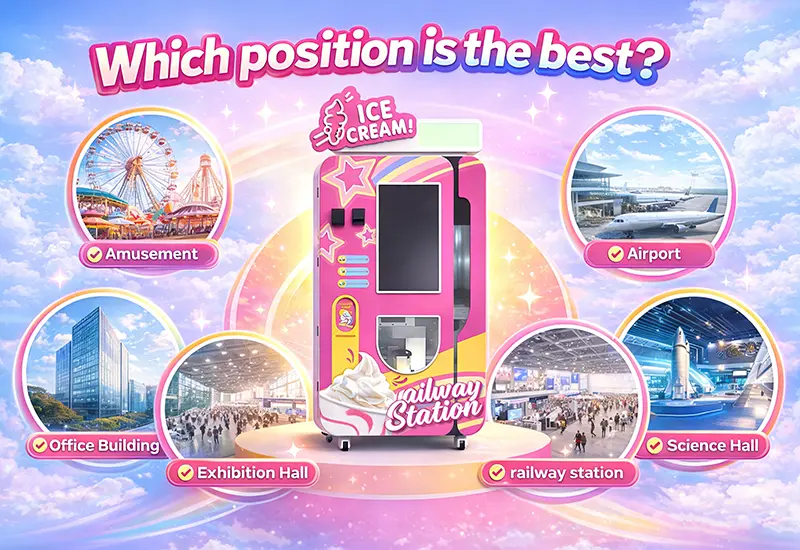 Which position is the best?
ICE
CREAM!
Amusement
Airport
ailway
Station
Office Building
Exhibition Hall
railway station
Science Hall